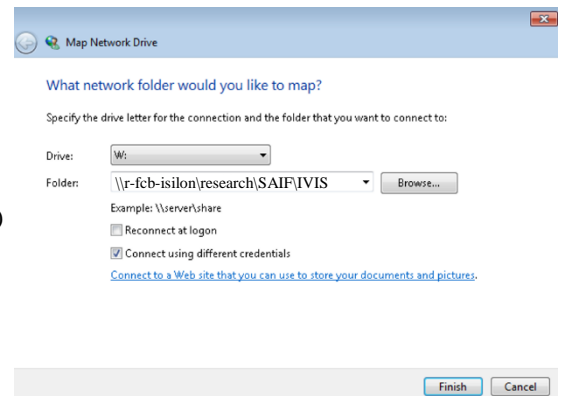 Map Network Drive
What network folder would you like to map?
Specify the drive letter for the connection and the folder that you want to connect to:
Drive: W:
Folder: \\r-fcb-isilon\research\SAIF\IVIS Browse...
Example: \\server\share
Reconnect at logon
Connect using different credentials
Connect to a Web site that you can use to store your documents and pictures.
Finish Cancel